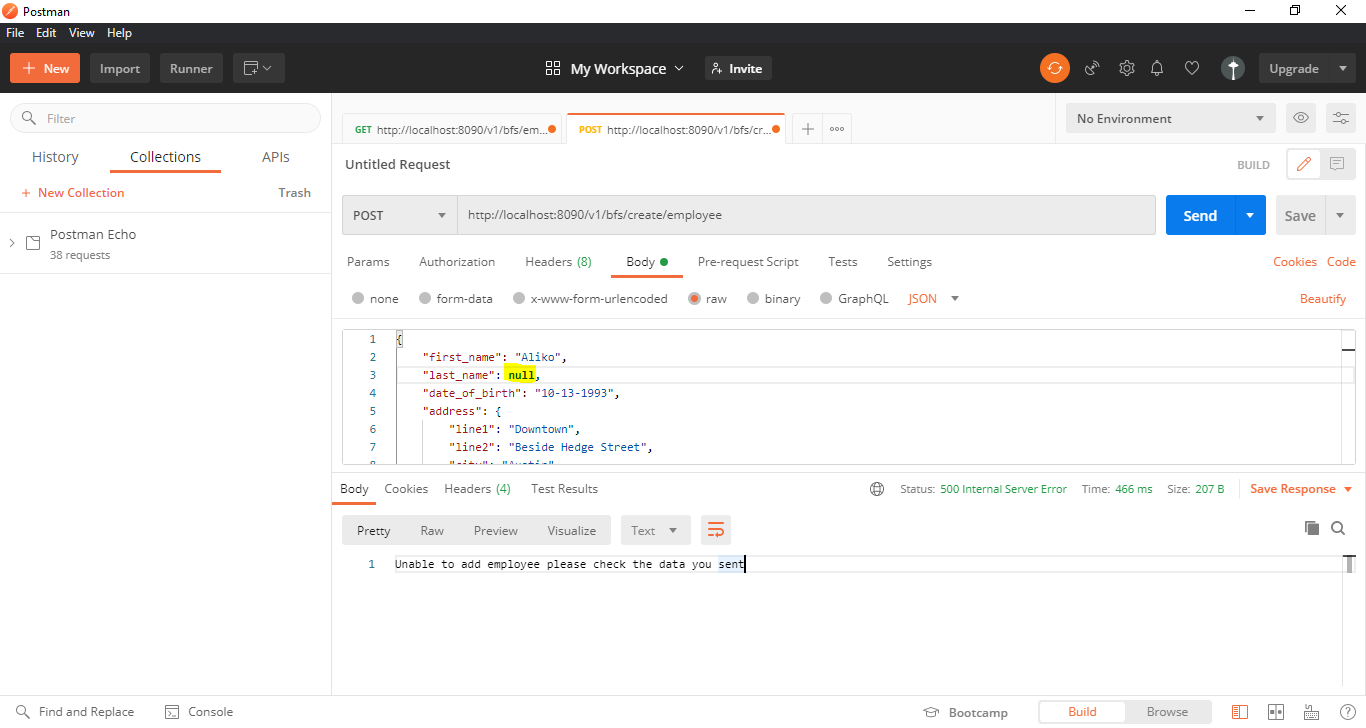 Postman
File Edit View Help
New Import Runner My Workspace Invite Upgrade
Filter
History Collections APIs
+ New Collection Trash
Postman Echo
38 requests
GET http://localhost:8090/v1/bfs/em... POST http://localhost:8090/v1/bfs/cr... No Environment
Untitled Request BUILD
POST http://localhost:8090/v1/bfs/create/employee Send Save
Params Authorization Headers (8) Body Pre-request Script Tests Settings Cookies Code
none form-data x-www-form-urlencoded raw binary GraphQL JSON Beautify
1 {
2 "first_name": "Aliko",
3 "last_name": null,
4 "date_of_birth": "10-13-1993",
5 "address": {
6 "line1": "Downtown",
7 "line2": "Beside Hedge Street",
8 "city": "Austin"
Body Cookies Headers (4) Test Results Status: 500 Internal Server Error Time: 466 ms Size: 207 B Save Response
Pretty Raw Preview Visualize Text
1 Unable to add employee please check the data you sent
Find and Replace Console Bootcamp Build Browse